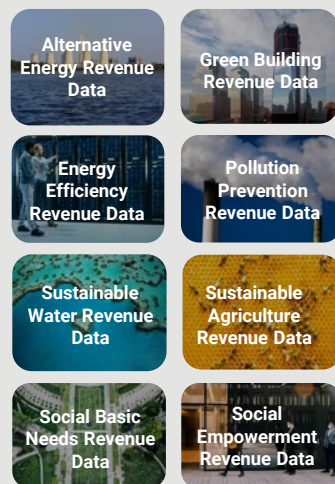 Alternative
Energy Revenue
Data
Green Building
Revenue Data
Energy
Efficiency
Revenue Data
Pollution
Prevention
Revenue Data
Sustainable
Water Revenue
Data
Sustainable
Agriculture
Revenue Data
Social Basic
Needs Revenue
Data
Social
Empowerment
Revenue Data